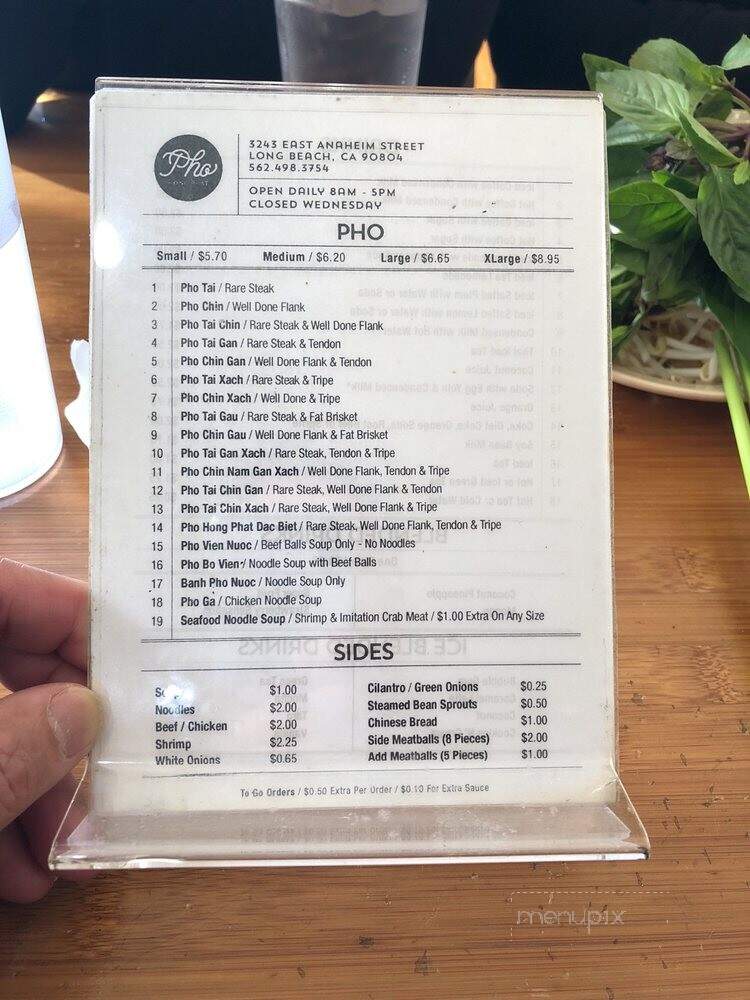 Pho
3243 EAST ANAHEIM STREET
LONG BEACH, CA 90804
562.498.3754
OPEN DAILY 8AM - 5PM
CLOSED WEDNESDAY
PHO
Small / $5.70 Medium / $6.20 Large / $6.65 XLarge / $8.95
1 Pho Tai / Rare Steak
2 Pho Chin / Well Done Flank
3 Pho Tai Chin / Rare Steak & Well Done Flank
4 Pho Tai Gan / Rare Steak & Tendon
5 Pho Chin Gan / Well Done Flank & Tendon
6 Pho Tai Xach / Rare Steak & Tripe
7 Pho Chin Xach / Well Done & Tripe
8 Pho Tai Gau / Rare Steak & Fat Brisket
9 Pho Chin Gau / Well Done Flank & Fat Brisket
10 Pho Tai Gan Xach / Rare Steak, Tendon & Tripe
11 Pho Chin Nam Gan Xach / Well Done Flank, Tendon & Tripe
12 Pho Tai Chin Gan / Rare Steak, Well Done Flank & Tendon
13 Pho Tai Chin Xach / Rare Steak, Well Done Flank & Tripe
14 Pho Hong Phat Dac Biet / Rare Steak, Well Done Flank, Tendon & Tripe
15 Pho Vien Nuoc / Beef Balls Soup Only - No Noodles
16 Pho Bo Vien / Noodle Soup with Beef Balls
17 Banh Pho Nuoc / Noodle Soup Only
18 Pho Ga / Chicken Noodle Soup
19 Seafood Noodle Soup / Shrimp & Imitation Crab Meat / $1.00 Extra On Any Size
SIDES
$1.00
Noodles $2.00
Beef / Chicken $2.00
Shrimp $2.25
White Onions $0.65
Cilantro / Green Onions $0.25
Steamed Bean Sprouts $0.50
Chinese Bread $1.00
Side Meatballs (8 Pieces) $2.00
Add Meatballs (5 Pieces) $1.00
To Go Orders / $0.50 Extra Per Order / $0.10 For Extra Sauce
menupix